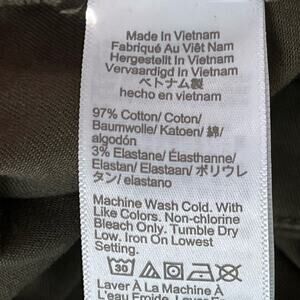 Made In Vietnam
Fabriqué Au Viêt Nam
Hergestellt In Vietnam
Vervaardigd In Vietnam
ベトナム製
hecho en vietnam
97% Cotton/ Coton/
Baumwolle/ Katoen/ 綿/
algodón
3% Elastane/ Élasthanne/
Elastan/ Elastaan/ ポリウレ
タン/ elastano
Machine Wash Cold. With
Like Colors. Non-chlorine
Bleach Only. Tumble Dry
Low. Iron On Lowest
Setting.
30
Laver À La Machine À
L'eau Froide. Laver